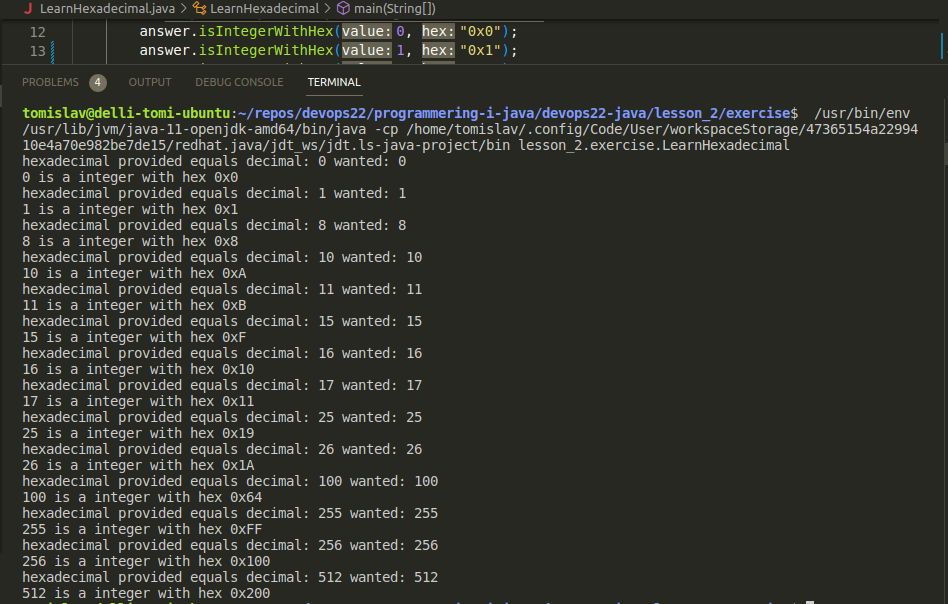 LearnHexadecimal.java > LearnHexadecimal > main(String[])
12 answer.isIntegerWithHex(value:0, hex:"0x0");
13 answer.isIntegerWithHex(value:1, hex:"0x1");
PROBLEMS 4 OUTPUT DEBUG CONSOLE TERMINAL
tomislav@delli-tomi-ubuntu:~/repos/devops22/programmering-i-java/devops22-java/lesson_2/exercise$  /usr/bin/env
/usr/lib/jvm/java-11-openjdk-amd64/bin/java -cp /home/tomislav/.config/Code/User/workspaceStorage/47365154a22994
10e4a70e982be7de15/redhat.java/jdt_ws/jdt.ls-java-project/bin lesson_2.exercise.LearnHexadecimal
hexadecimal provided equals decimal: 0 wanted: 0
0 is a integer with hex 0x0
hexadecimal provided equals decimal: 1 wanted: 1
1 is a integer with hex 0x1
hexadecimal provided equals decimal: 8 wanted: 8
8 is a integer with hex 0x8
hexadecimal provided equals decimal: 10 wanted: 10
10 is a integer with hex 0xA
hexadecimal provided equals decimal: 11 wanted: 11
11 is a integer with hex 0xB
hexadecimal provided equals decimal: 15 wanted: 15
15 is a integer with hex 0xF
hexadecimal provided equals decimal: 16 wanted: 16
16 is a integer with hex 0x10
hexadecimal provided equals decimal: 17 wanted: 17
17 is a integer with hex 0x11
hexadecimal provided equals decimal: 25 wanted: 25
25 is a integer with hex 0x19
hexadecimal provided equals decimal: 26 wanted: 26
26 is a integer with hex 0x1A
hexadecimal provided equals decimal: 100 wanted: 100
100 is a integer with hex 0x64
hexadecimal provided equals decimal: 255 wanted: 255
255 is a integer with hex 0xFF
hexadecimal provided equals decimal: 256 wanted: 256
256 is a integer with hex 0x100
hexadecimal provided equals decimal: 512 wanted: 512
512 is a integer with hex 0x200